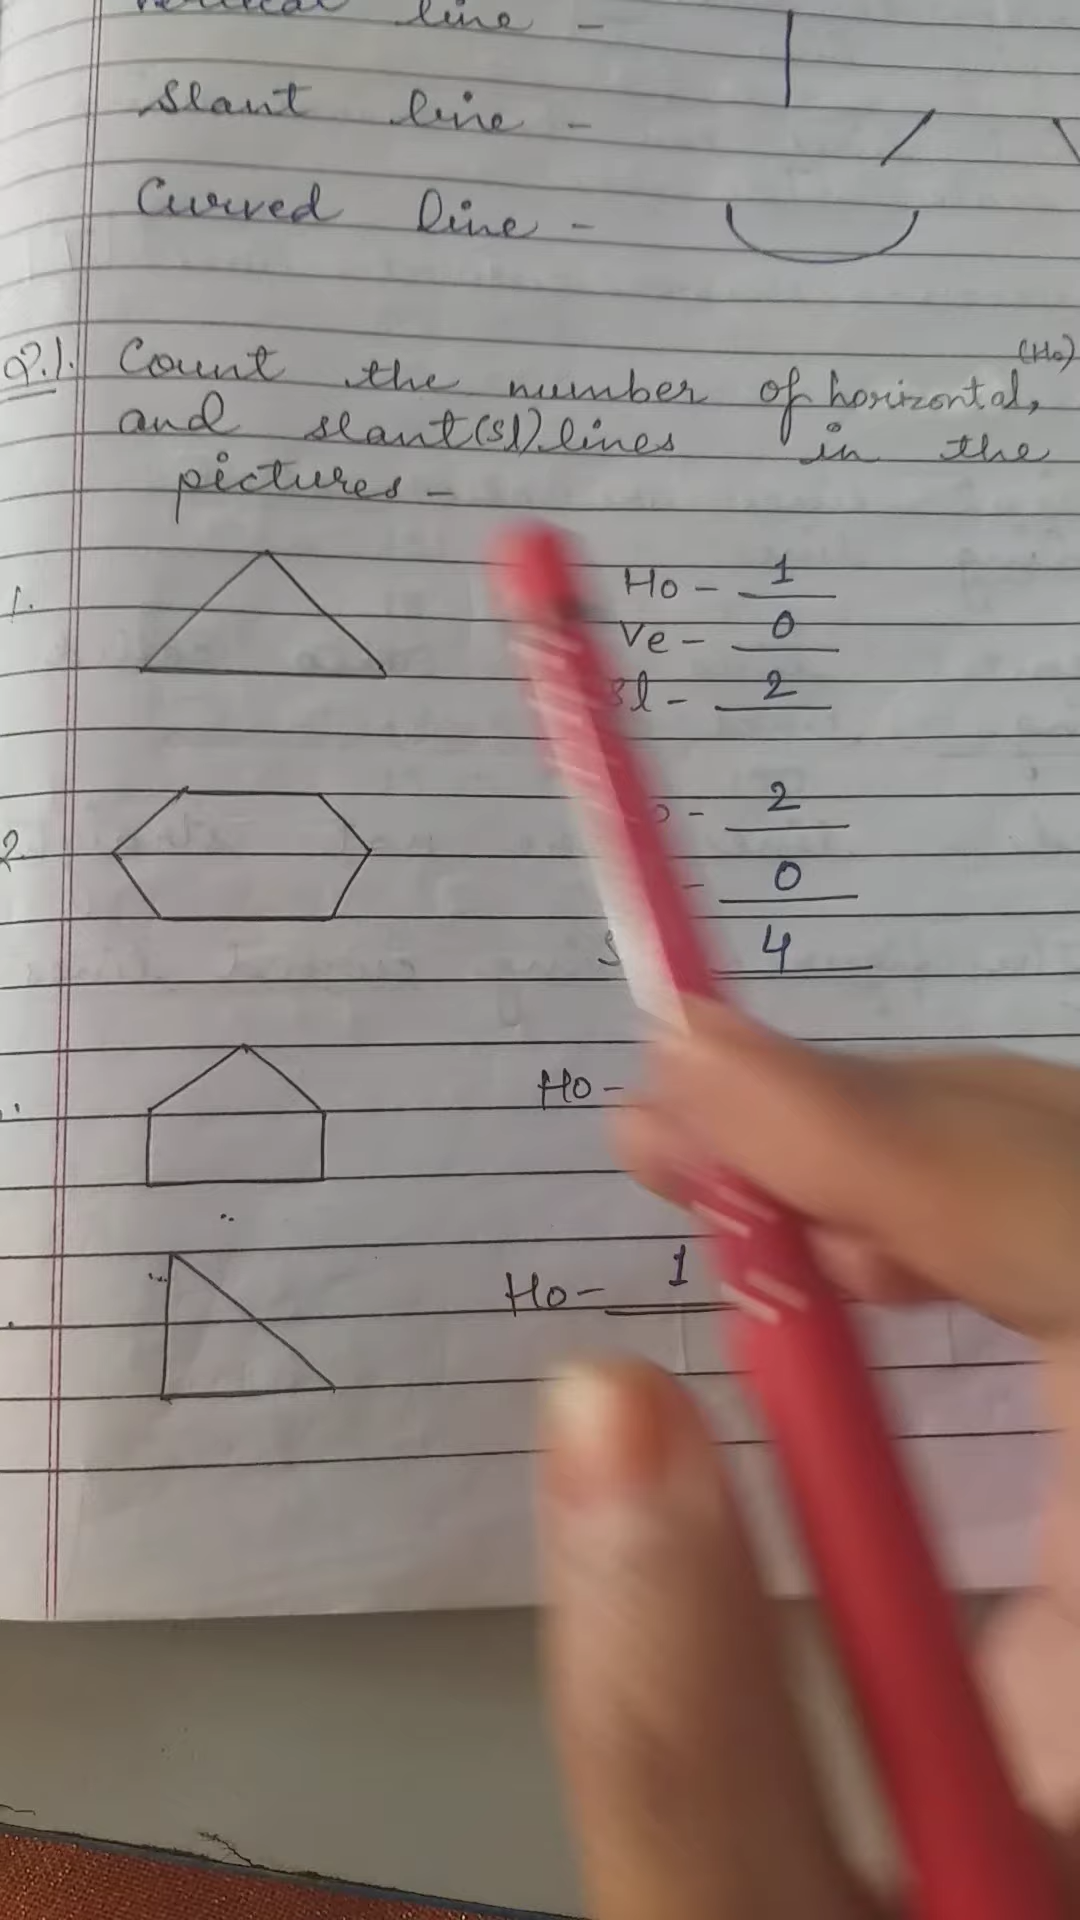 line -
slant line -
Curved line -
(Ho)
Q.1. Count the number of horizontal,
and slant(sl) lines in the
pictures -
1. Ho - 1
Ve - 0
sl - 2
2. - 2
- 0
4
Ho -
Ho - 1